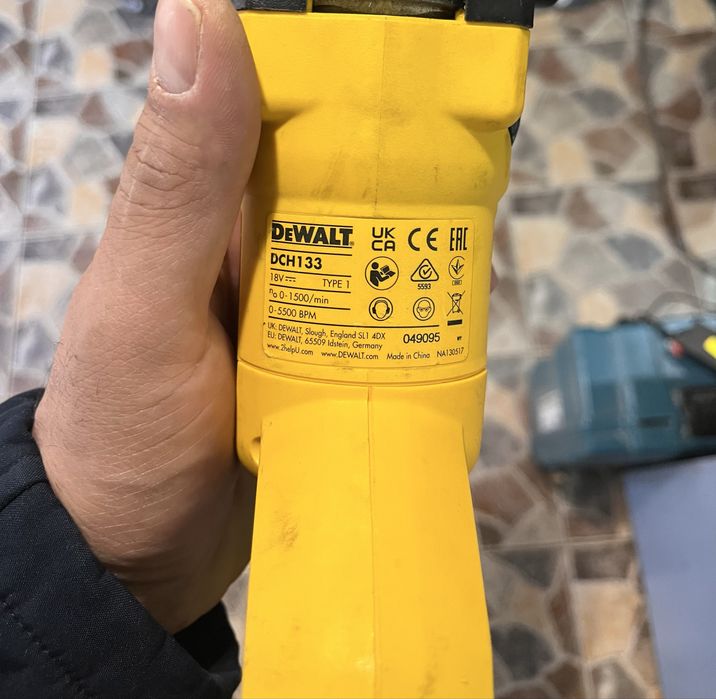 DEWALT®
DCH133
18V⎓ TYPE 1
n₀ 0-1500/min
0-5500 BPM
UK CA CE EAC
5593
UK: DEWALT, Slough, England SL1 4DX
EU: DEWALT, 65509 Idstein, Germany
049095
www.2helpU.com www.DEWALT.com Made in China NA130517